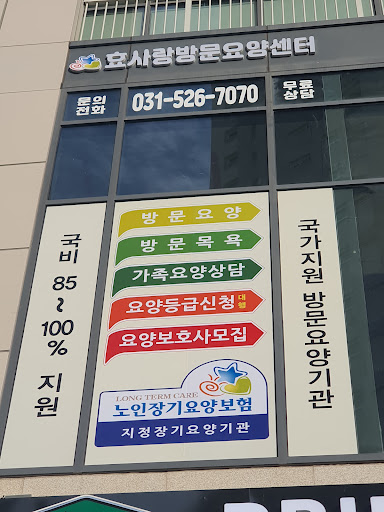 효사랑방문요양센터
문의
전화
031-526-7070
무료
상담
국비 85~100% 지원
방문요양
방문목욕
가족요양상담
요양등급신청 대행
요양보호사모집
LONG TERM CARE
노인장기요양보험
지정장기요양기관
국가지원 방문요양기관